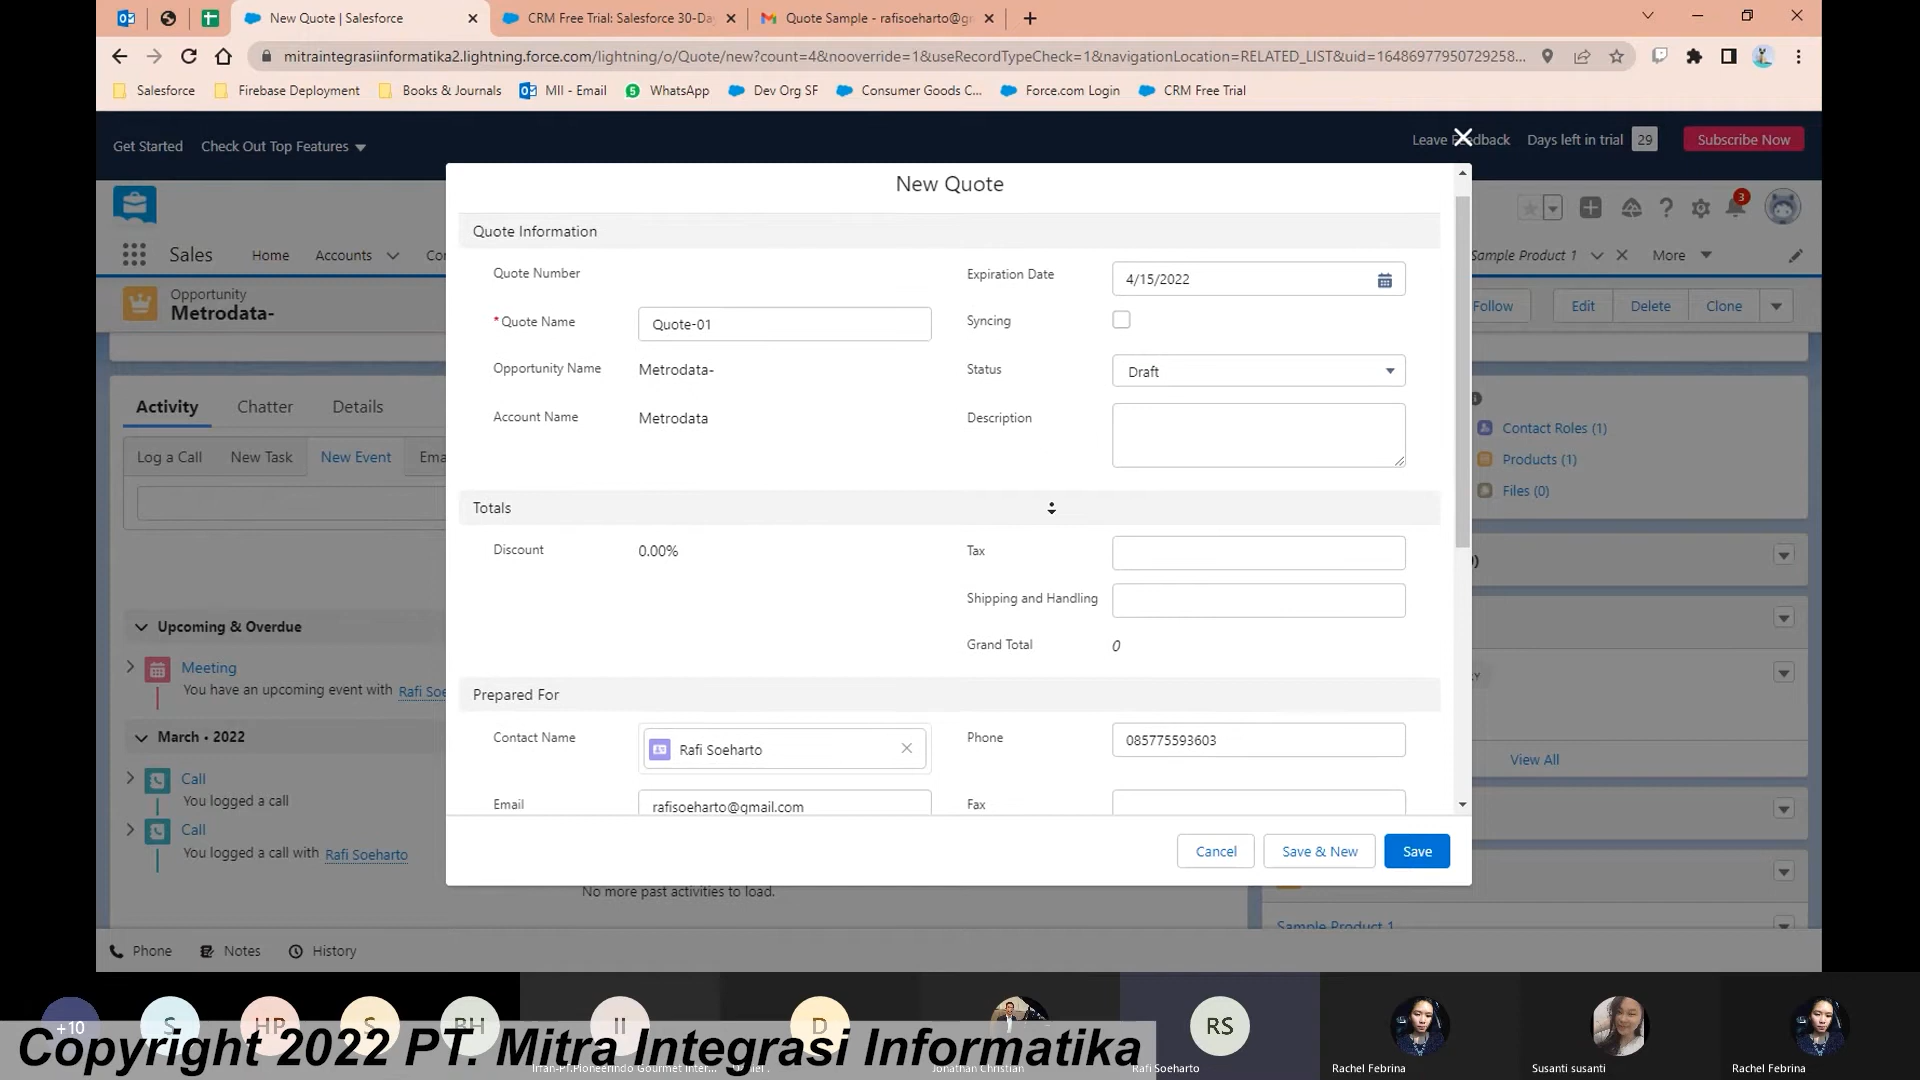 New Quote | Salesforce
CRM Free Trial: Salesforce 30-Da
Quote Sample - rafisoeharto@gm
mitraintegrasiinformatika2.lightning.force.com/lightning/o/Quote/new?count=4&nooverride=1&useRecordTypeCheck=1&navigationLocation=RELATED_LIST&uid=16486977950729258...
Salesforce Firebase Deployment Books & Journals MII - Email WhatsApp Dev Org SF Consumer Goods C... Force.com Login CRM Free Trial
Get Started Check Out Top Features Leave Feedback Days left in trial 29 Subscribe Now
3
Sales Home Accounts Sample Product 1 More
Opportunity
Metrodata-
Follow Edit Delete Clone
Activity Chatter Details
Log a Call New Task New Event
Upcoming & Overdue
Meeting
You have an upcoming event with Rafi Soe
March • 2022
Call
You logged a call
Call
You logged a call with Rafi Soeharto
No more past activities to load.
New Quote
Quote Information
Quote Number
Expiration Date 4/15/2022
*Quote Name Quote-01
Syncing
Opportunity Name Metrodata-
Status Draft
Account Name Metrodata
Description
Totals
Discount 0.00%
Tax
Shipping and Handling
Grand Total 0
Prepared For
Contact Name Rafi Soeharto
Phone 085775593603
Email rafisoeharto@gmail.com
Fax
Cancel Save & New Save
Contact Roles (1)
Products (1)
Files (0)
View All
Sample Product 1
Phone Notes History
+10 S HP S BH II D RS
Copyright 2022 PT. Mitra Integrasi Informatika
Jonathan Christian Rafi Soeharto Rachel Febrina Susanti susanti Rachel Febrina